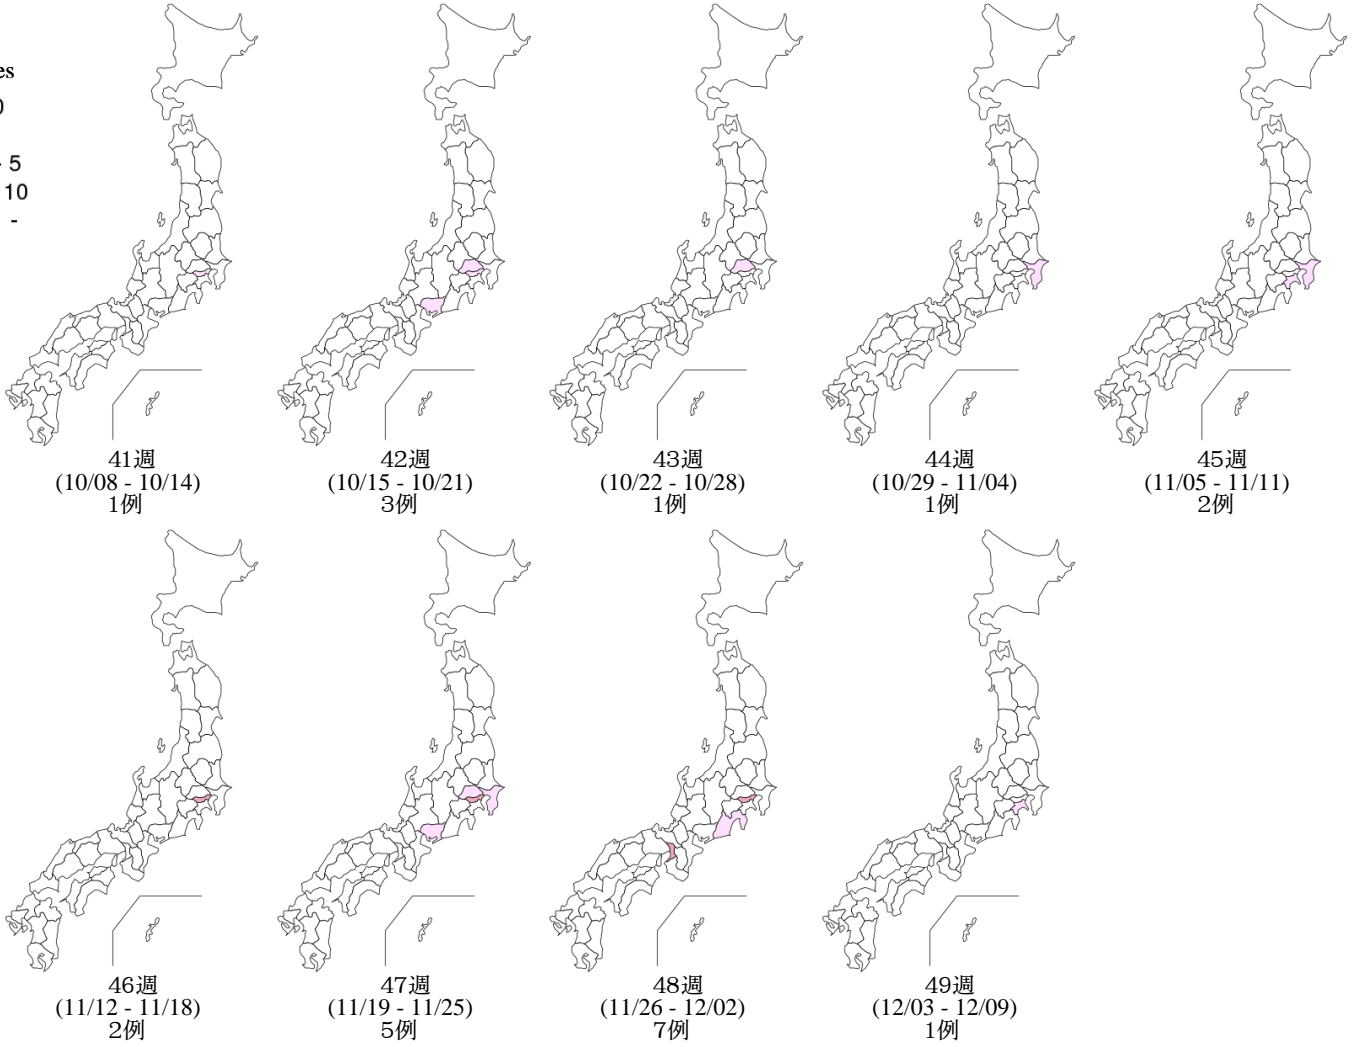 es
0
- 5
10
-
41週
(10/08 - 10/14)
1例
42週
(10/15 - 10/21)
3例
43週
(10/22 - 10/28)
1例
44週
(10/29 - 11/04)
1例
45週
(11/05 - 11/11)
2例
46週
(11/12 - 11/18)
2例
47週
(11/19 - 11/25)
5例
48週
(11/26 - 12/02)
7例
49週
(12/03 - 12/09)
1例